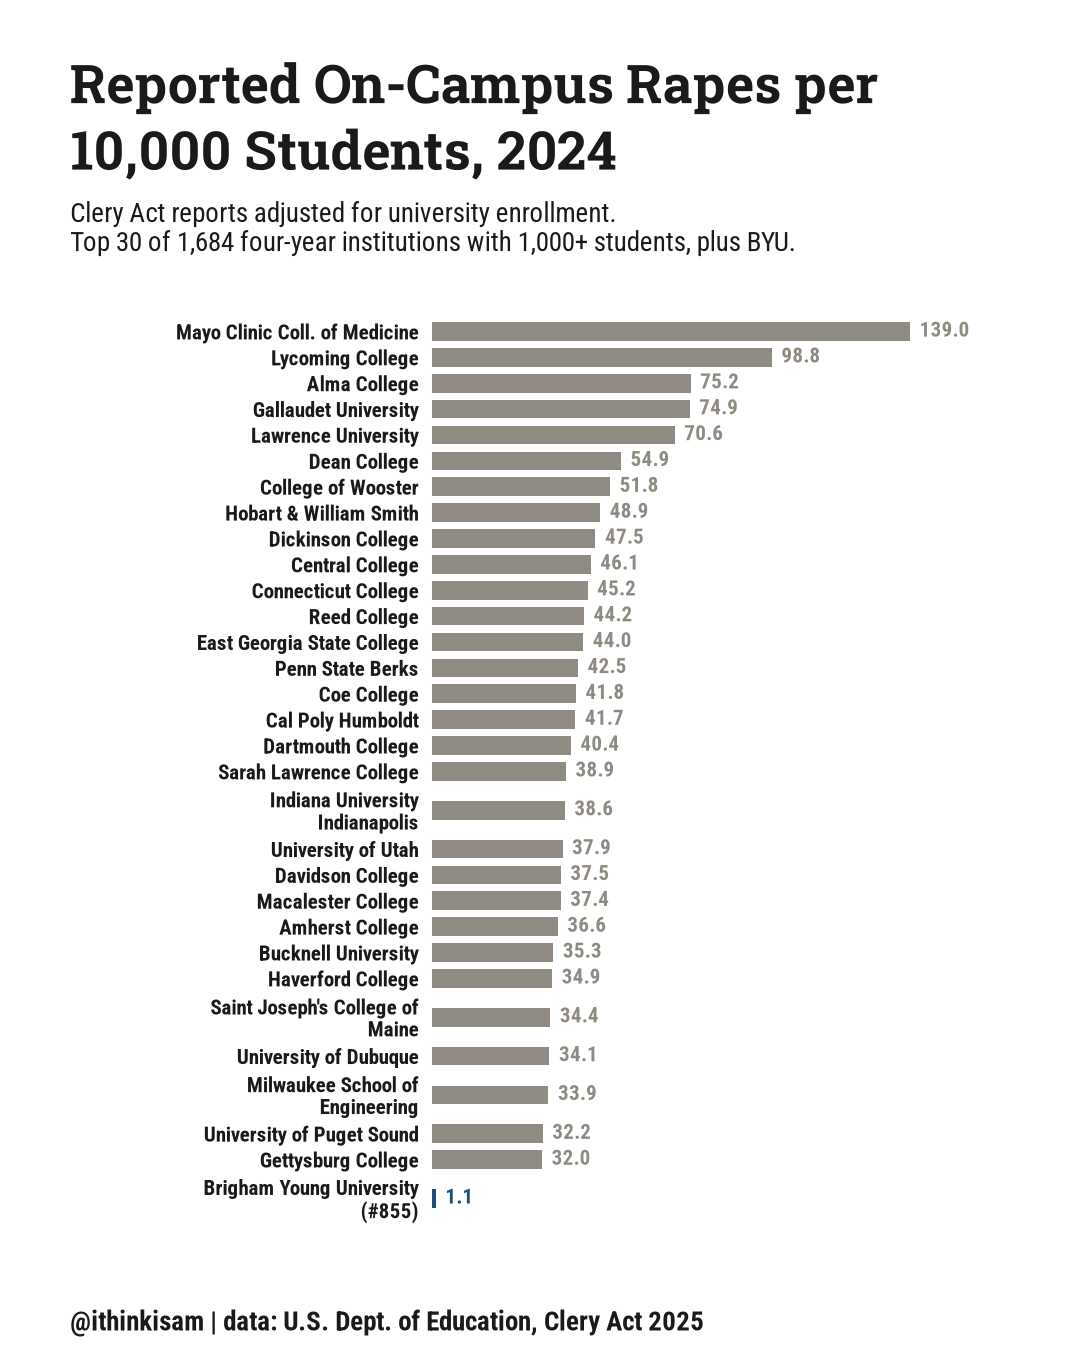 Reported On-Campus Rapes per
10,000 Students, 2024
Clery Act reports adjusted for university enrollment.
Top 30 of 1,684 four-year institutions with 1,000+ students, plus BYU.
Mayo Clinic Coll. of Medicine 139.0
Lycoming College 98.8
Alma College 75.2
Gallaudet University 74.9
Lawrence University 70.6
Dean College 54.9
College of Wooster 51.8
Hobart & William Smith 48.9
Dickinson College 47.5
Central College 46.1
Connecticut College 45.2
Reed College 44.2
East Georgia State College 44.0
Penn State Berks 42.5
Coe College 41.8
Cal Poly Humboldt 41.7
Dartmouth College 40.4
Sarah Lawrence College 38.9
Indiana University
Indianapolis 38.6
University of Utah 37.9
Davidson College 37.5
Macalester College 37.4
Amherst College 36.6
Bucknell University 35.3
Haverford College 34.9
Saint Joseph's College of
Maine 34.4
University of Dubuque 34.1
Milwaukee School of
Engineering 33.9
University of Puget Sound 32.2
Gettysburg College 32.0
Brigham Young University
(#855) 1.1
@ithinkisam | data: U.S. Dept. of Education, Clery Act 2025